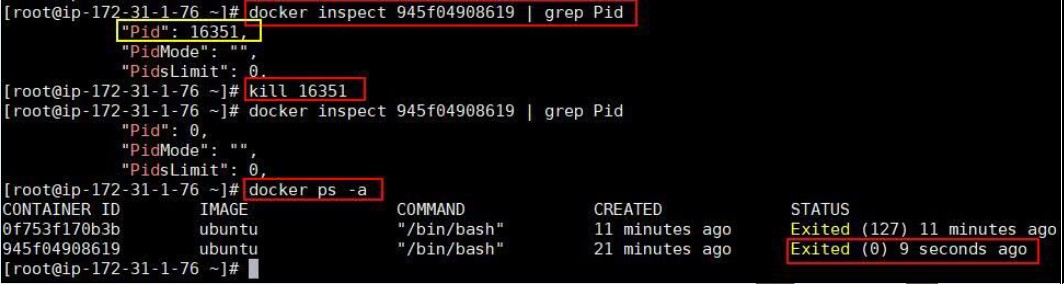 [root@ip-172-31-1-76 ~]# docker inspect 945f04908619 | grep Pid
"Pid": 16351,
"PidMode": "",
"PidsLimit": 0,
[root@ip-172-31-1-76 ~]# kill 16351
[root@ip-172-31-1-76 ~]# docker inspect 945f04908619 | grep Pid
"Pid": 0,
"PidMode": "",
"PidsLimit": 0,
[root@ip-172-31-1-76 ~]# docker ps -a
CONTAINER ID IMAGE COMMAND CREATED STATUS
0f753f170b3b ubuntu "/bin/bash" 11 minutes ago Exited (127) 11 minutes ago
945f04908619 ubuntu "/bin/bash" 21 minutes ago Exited (0) 9 seconds ago
[root@ip-172-31-1-76 ~]#